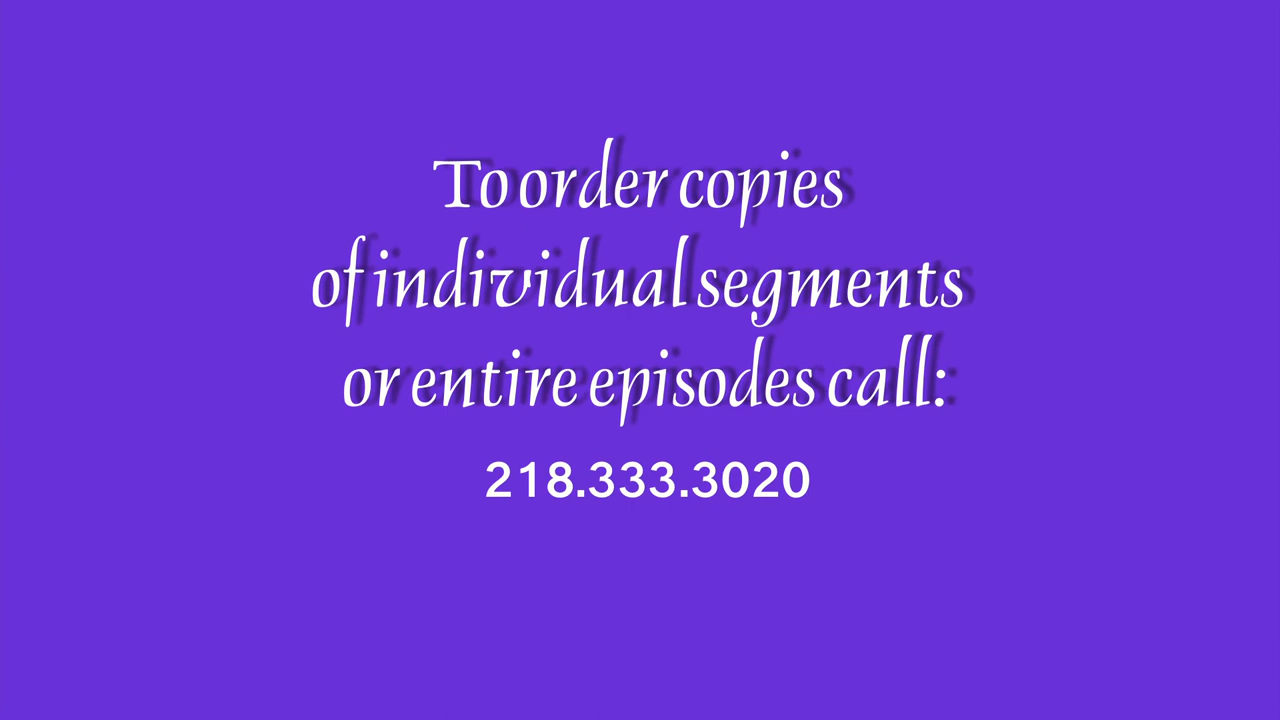 To order copies
of individual segments
or entire episodes call:
218.333.3020